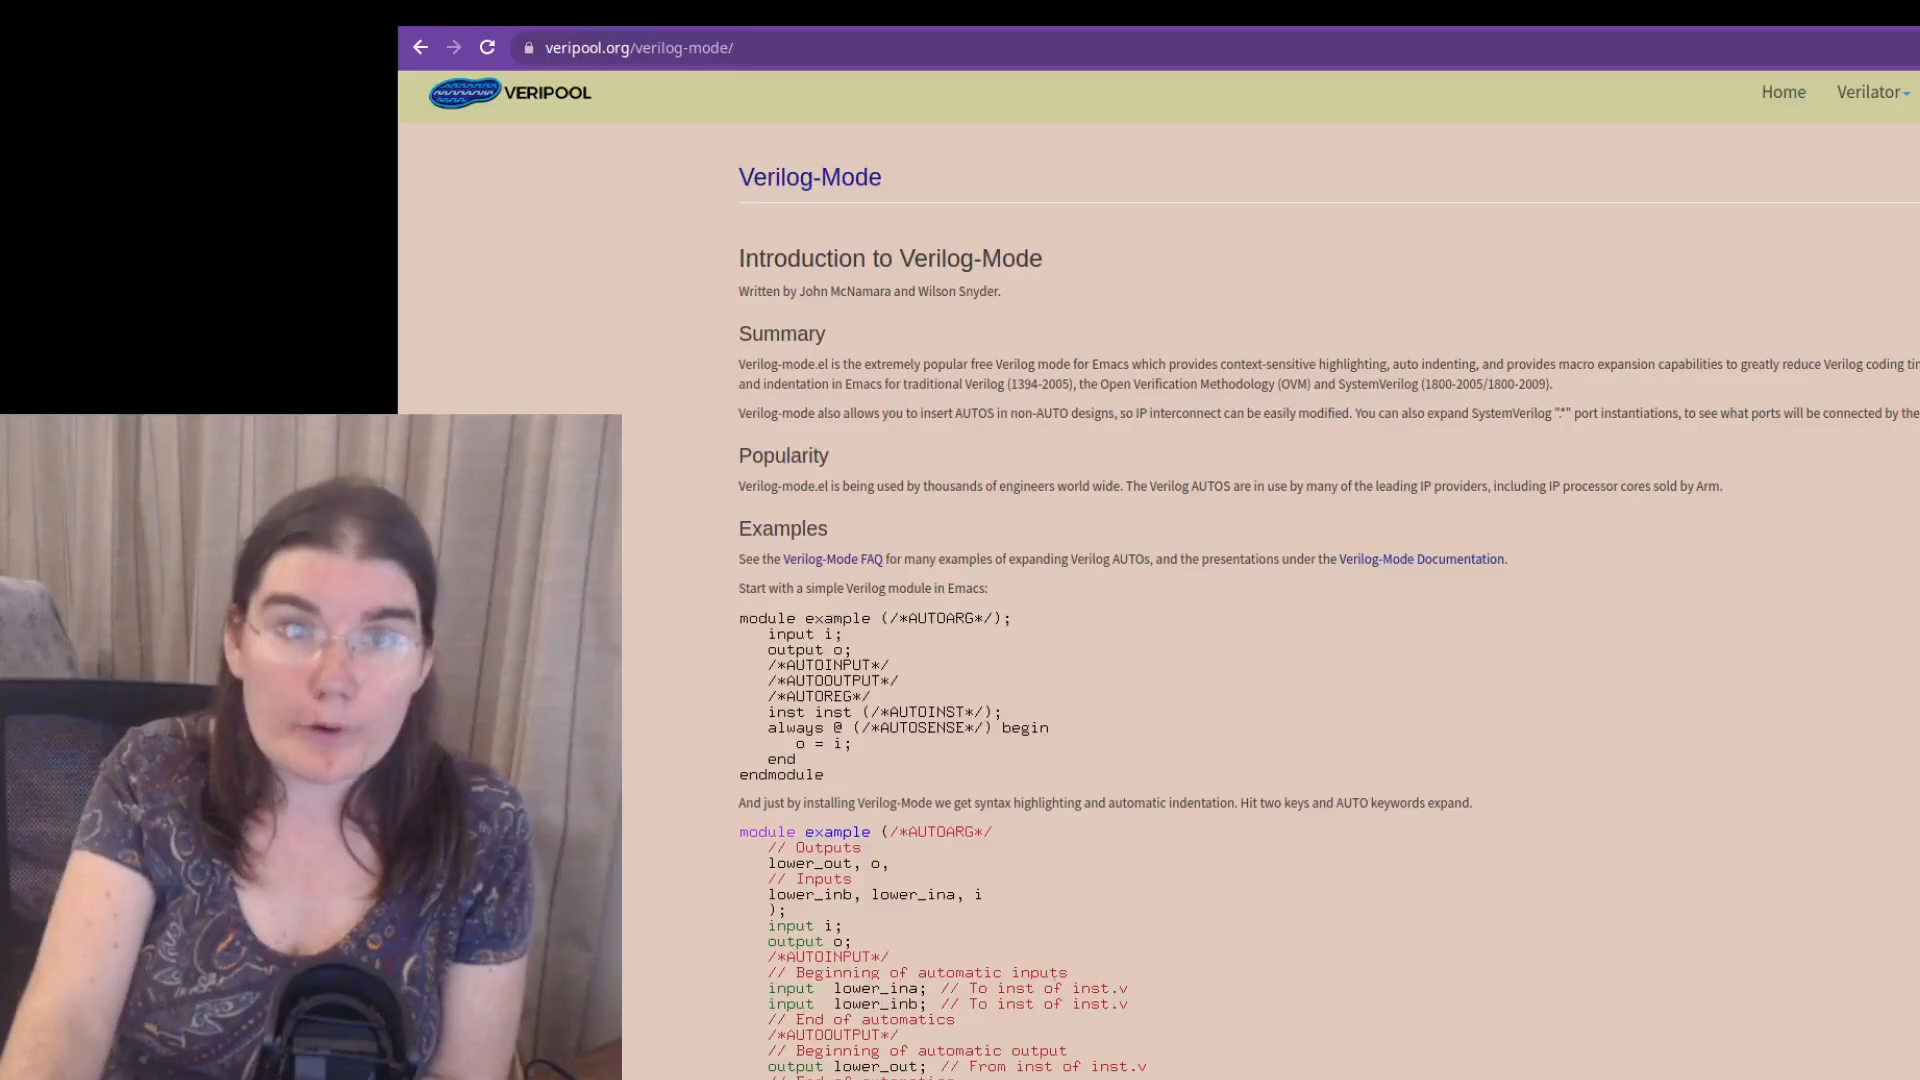 veripool.org/verilog-mode/
VERIPOOL
Home Verilator
Verilog-Mode
Introduction to Verilog-Mode
Written by John McNamara and Wilson Snyder.
Summary
Verilog-mode.el is the extremely popular free Verilog mode for Emacs which provides context-sensitive highlighting, auto indenting, and provides macro expansion capabilities to greatly reduce Verilog coding
and indentation in Emacs for traditional Verilog (1394-2005), the Open Verification Methodology (OVM) and SystemVerilog (1800-2005/1800-2009).
Verilog-mode also allows you to insert AUTOS in non-AUTO designs, so IP interconnect can be easily modified. You can also expand SystemVerilog ".*" port instantiations, to see what ports will be connected by the
Popularity
Verilog-mode.el is being used by thousands of engineers world wide. The Verilog AUTOS are in use by many of the leading IP providers, including IP processor cores sold by Arm.
Examples
See the Verilog-Mode FAQ for many examples of expanding Verilog AUTOs, and the presentations under the Verilog-Mode Documentation.
Start with a simple Verilog module in Emacs:
module example (/*AUTOARG*/);
input i;
output o;
/*AUTOINPUT*/
/*AUTOOUTPUT*/
/*AUTOREG*/
inst inst (/*AUTOINST*/);
always @ (/*AUTOSENSE*/) begin
o = i;
end
endmodule
And just by installing Verilog-Mode we get syntax highlighting and automatic indentation. Hit two keys and AUTO keywords expand.
module example (/*AUTOARG*/
// Outputs
lower_out, o,
// Inputs
lower_inb, lower_ina, i
);
input i;
output o;
/*AUTOINPUT*/
// Beginning of automatic inputs
input lower_ina; // To inst of inst.v
input lower_inb; // To inst of inst.v
// End of automatics
/*AUTOOUTPUT*/
// Beginning of automatic output
output lower_out; // From inst of inst.v